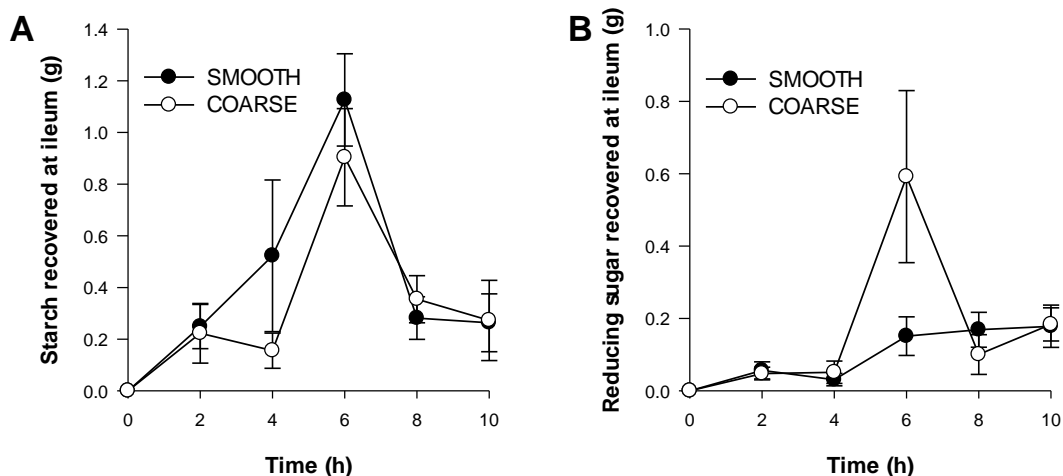 A
Starch recovered at ileum (g)
1.4
1.2
1.0
0.8
0.6
0.4
0.2
0.0
SMOOTH
COARSE
0 2 4 6 8 10
Time (h)
B
Reducing sugar recovered at ileum (g)
1.0
0.8
0.6
0.4
0.2
0.0
SMOOTH
COARSE
0 2 4 6 8 10
Time (h)